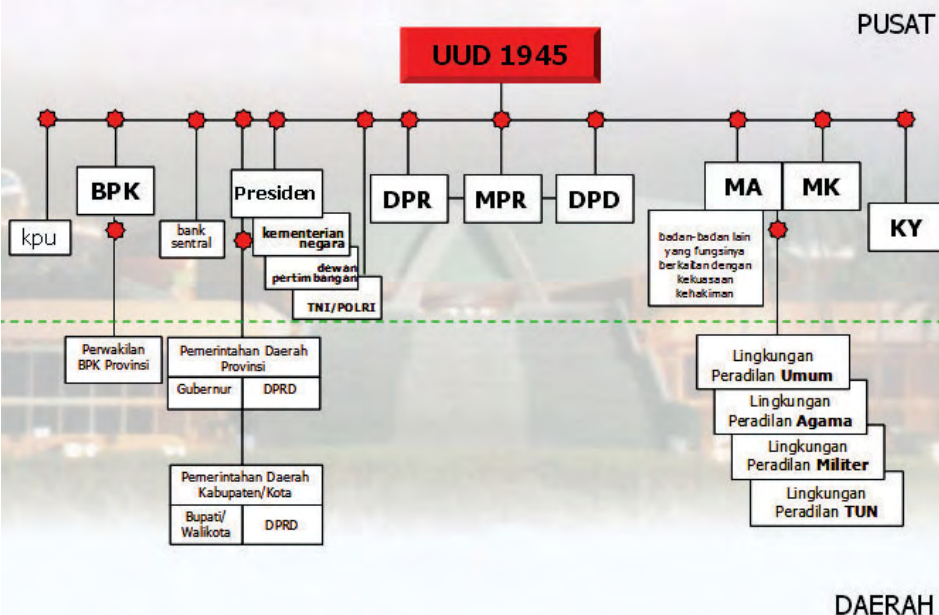 PUSAT
UUD 1945
kpu
BPK
bank
sentral
Presiden
kementerian
negara
dewan
pertimbangan
TNI/POLRI
DPR
MPR
DPD
MA
MK
KY
badan-badan lain
yang fungsinya
berkaitan dengan
kekuasaan
kehakiman
Perwakilan
BPK Provinsi
Pemerintahan Daerah
Provinsi
Gubernur
DPRD
Pemerintahan Daerah
Kabupaten/Kota
Bupati/
Walikota
DPRD
Lingkungan
Peradilan Umum
Lingkungan
Peradilan Agama
Lingkungan
Peradilan Militer
Lingkungan
Peradilan TUN
DAERAH